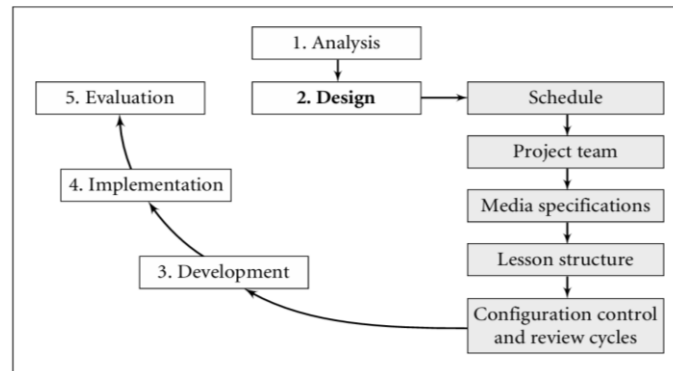 1. Analysis
2. Design
Schedule
Project team
Media specifications
Lesson structure
Configuration control
and review cycles
3. Development
4. Implementation
5. Evaluation